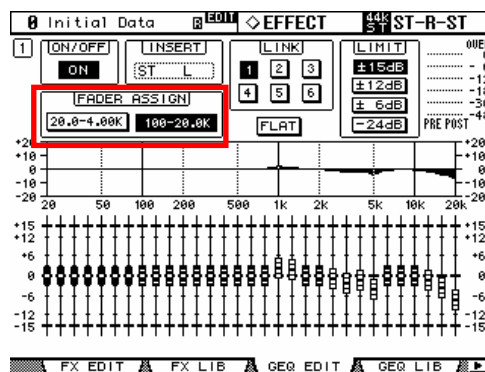 0 Initial Data R EDIT ◇EFFECT 44K ST ST-R-ST
1 ON/OFF INSERT LINK LIMIT
ON ST L 1 2 3 ±15dB
4 5 6 ±12dB
FADER ASSIGN ± 6dB
20.0-4.00K 100-20.0K FLAT -24dB PRE POST
+20 +20
+10 +10
0 0
-10 -10
-20 -20
20 50 100 200 500 1k 2k 5k 10k 20k
+15 +15
+12 +12
+6 +6
0 0
-6 -6
-12 -12
-15 -15
FX EDIT FX LIB GEQ EDIT GEQ LIB